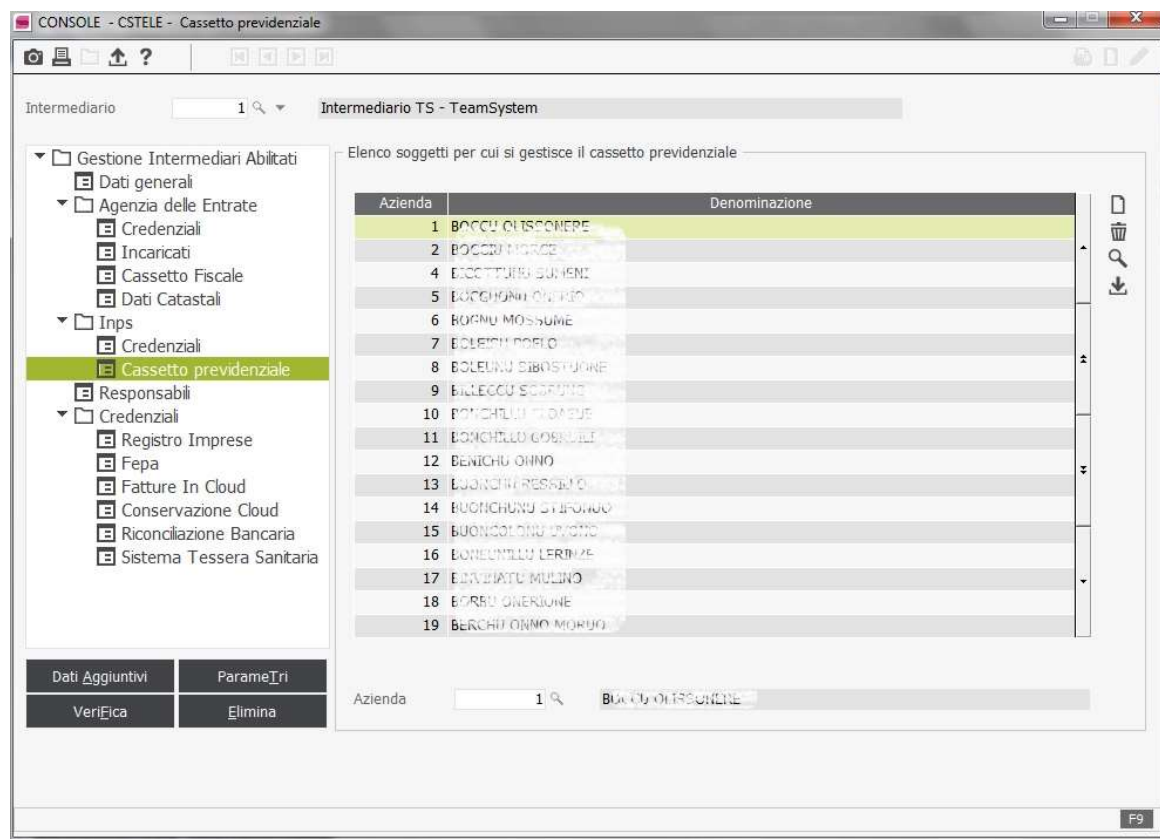 CONSOLE - CSTELE - Cassetto previdenziale
Intermediario 1 Intermediario TS - TeamSystem
Gestione Intermediari Abilitati
Dati generali
Agenzia delle Entrate
Credenziali
Incaricati
Cassetto Fiscale
Dati Catastali
Inps
Credenziali
Cassetto previdenziale
Responsabili
Credenziali
Registro Imprese
Fepa
Fatture In Cloud
Conservazione Cloud
Riconciliazione Bancaria
Sistema Tessera Sanitaria
Dati Aggiuntivi ParameTri
VeriFica Elimina
Elenco soggetti per cui si gestisce il cassetto previdenziale
Azienda Denominazione
1
2
4
5
6 MOSSUME
7
8
9
10
11
12 BENICHU ONNO
13
14
15
16
17 MULINO
18
19 BERCHU ONNO MORUO
Azienda 1
F9